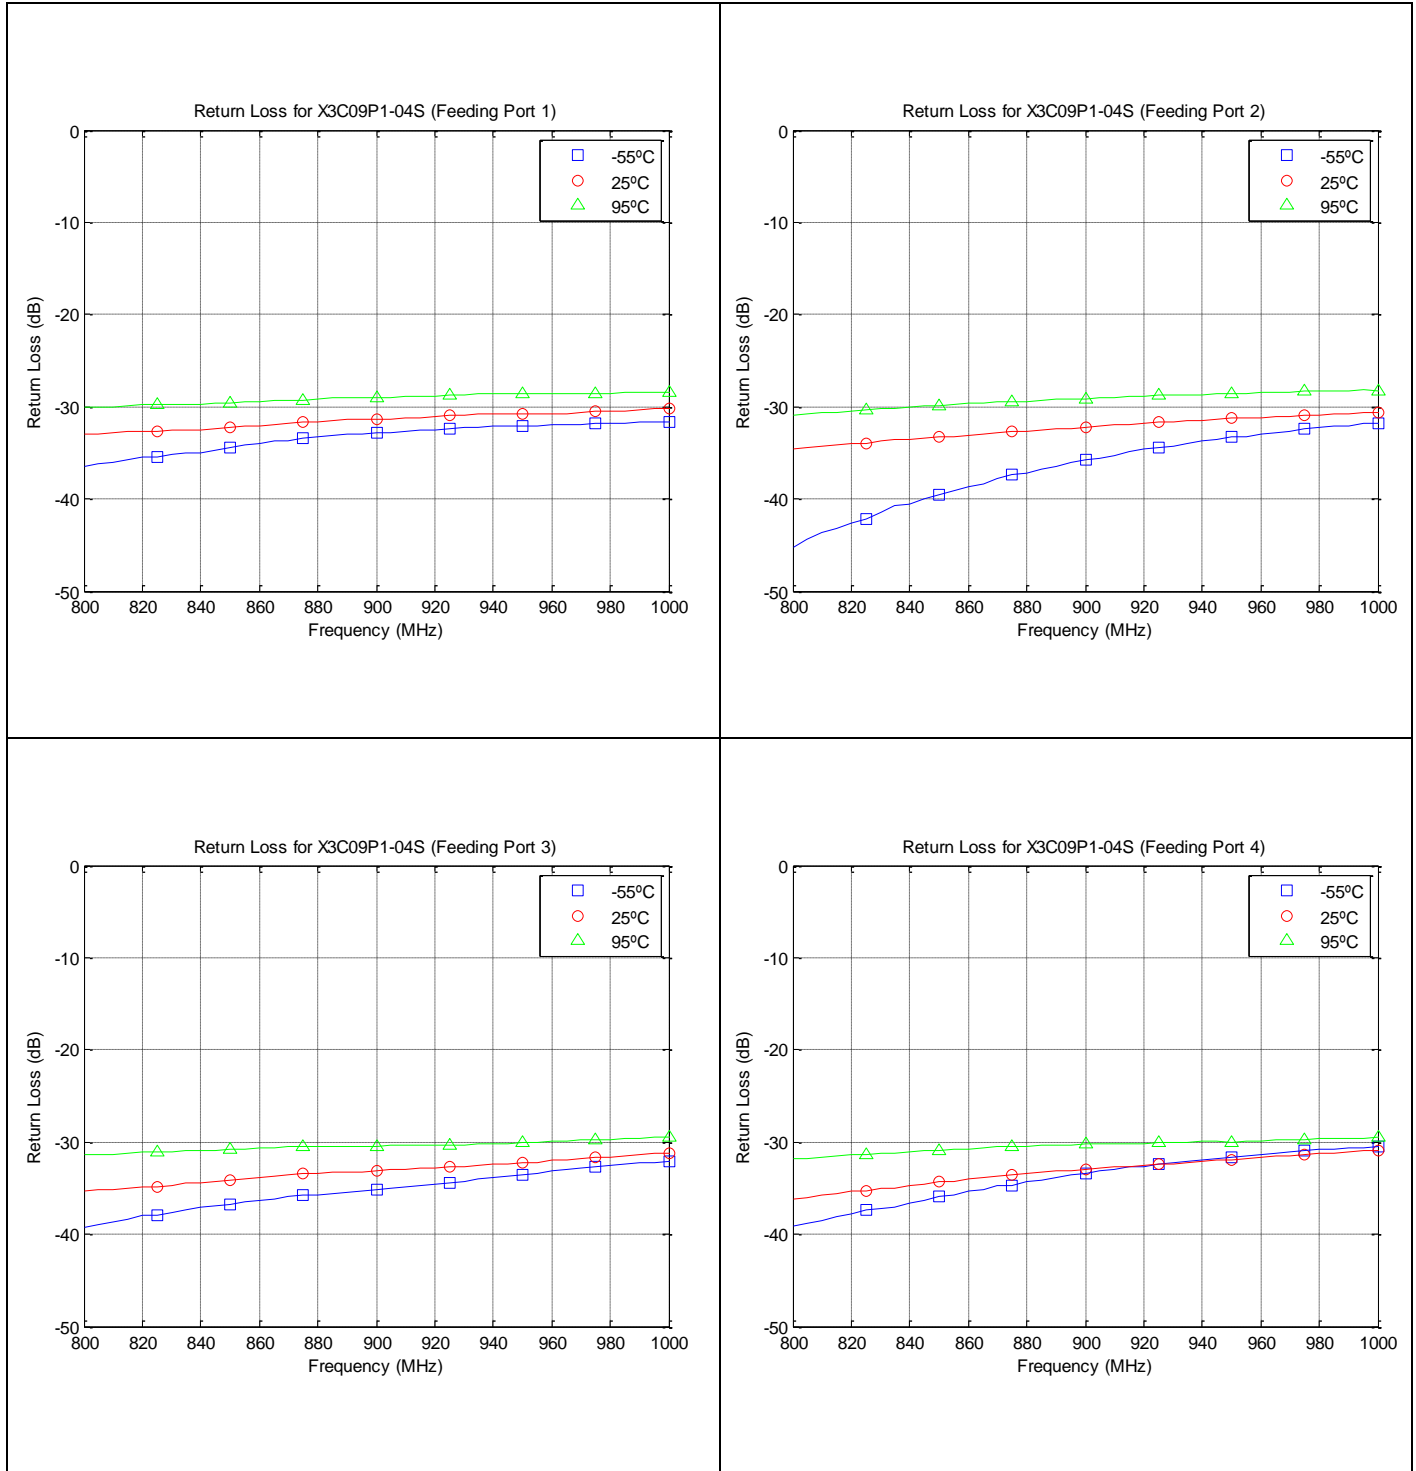 Return Loss for X3C09P1-04S (Feeding Port 1)
0
-10
-20
-30
-40
-50
Return Loss (dB)
800 820 840 860 880 900 920 940 960 980 1000
Frequency (MHz)
-55ºC
25ºC
95ºC
Return Loss for X3C09P1-04S (Feeding Port 2)
0
-10
-20
-30
-40
-50
Return Loss (dB)
800 820 840 860 880 900 920 940 960 980 1000
Frequency (MHz)
-55ºC
25ºC
95ºC
Return Loss for X3C09P1-04S (Feeding Port 3)
0
-10
-20
-30
-40
-50
Return Loss (dB)
800 820 840 860 880 900 920 940 960 980 1000
Frequency (MHz)
-55ºC
25ºC
95ºC
Return Loss for X3C09P1-04S (Feeding Port 4)
0
-10
-20
-30
-40
-50
Return Loss (dB)
800 820 840 860 880 900 920 940 960 980 1000
Frequency (MHz)
-55ºC
25ºC
95ºC